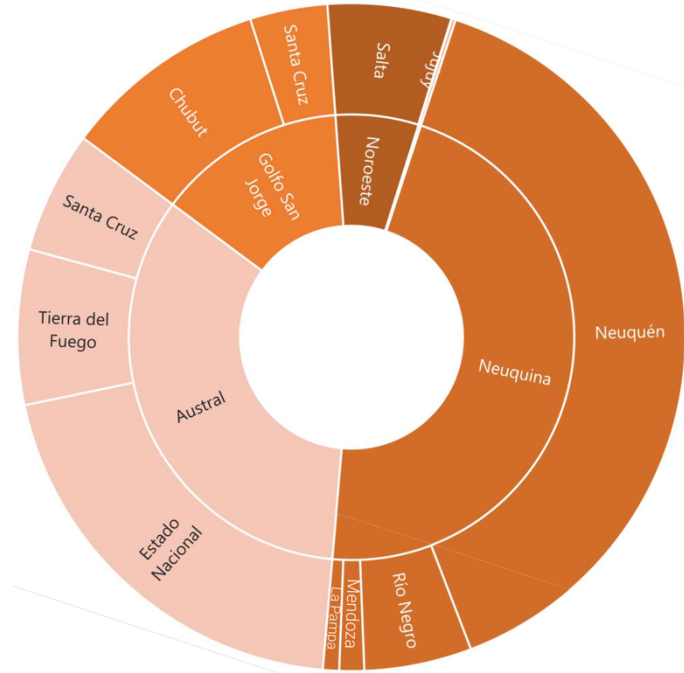 Santa Cruz
Salta
Jujuy
Chubut
Golfo San
Jorge
Noroeste
Santa Cruz
Tierra del
Fuego
Austral
Neuquina
Neuquén
Estado
Nacional
La Pampa
Mendoza
Río Negro